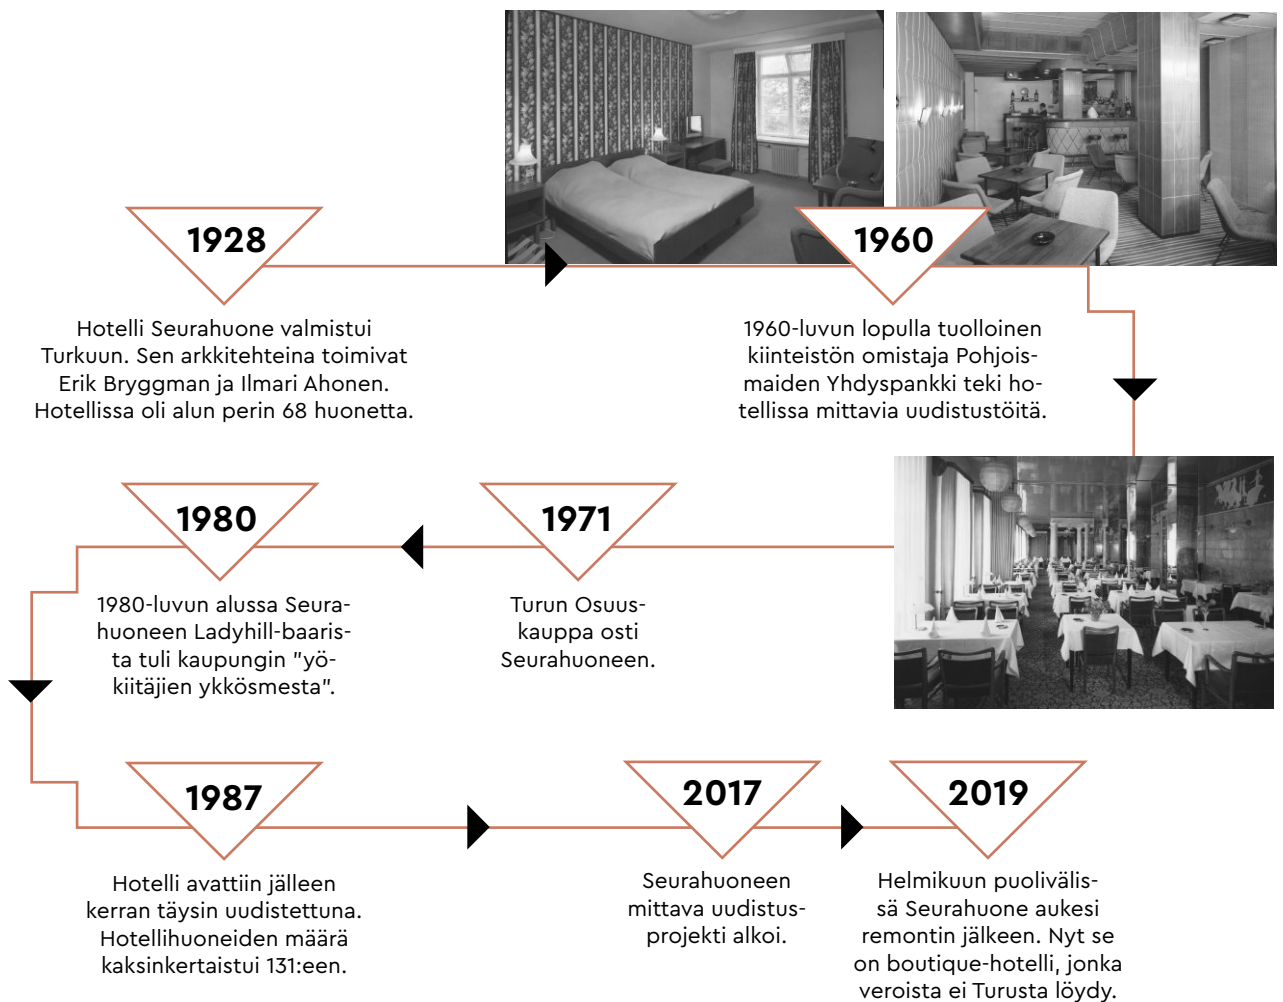 1928
Hotelli Seurahuone valmistui
Turkuun. Sen arkkitehteina toimivat
Erik Bryggman ja Ilmari Ahonen.
Hotellissa oli alun perin 68 huonetta.
1960
1960-luvun lopulla tuolloinen
kiinteistön omistaja Pohjois-
maiden Yhdyspankki teki ho-
tellissa mittavia uudistustöitä.
1971
Turun Osuus-
kauppa osti
Seurahuoneen.
1980
1980-luvun alussa Seura-
huoneen Ladyhill-baaris-
ta tuli kaupungin ”yö-
kiitäjien ykkösmesta”.
1987
Hotelli avattiin jälleen
kerran täysin uudistettuna.
Hotellihuoneiden määrä
kaksinkertaistui 131:een.
2017
Seurahuoneen
mittava uudistus-
projekti alkoi.
2019
Helmikuun puolivälis-
sä Seurahuone aukesi
remontin jälkeen. Nyt se
on boutique-hotelli, jonka
veroista ei Turusta löydy.